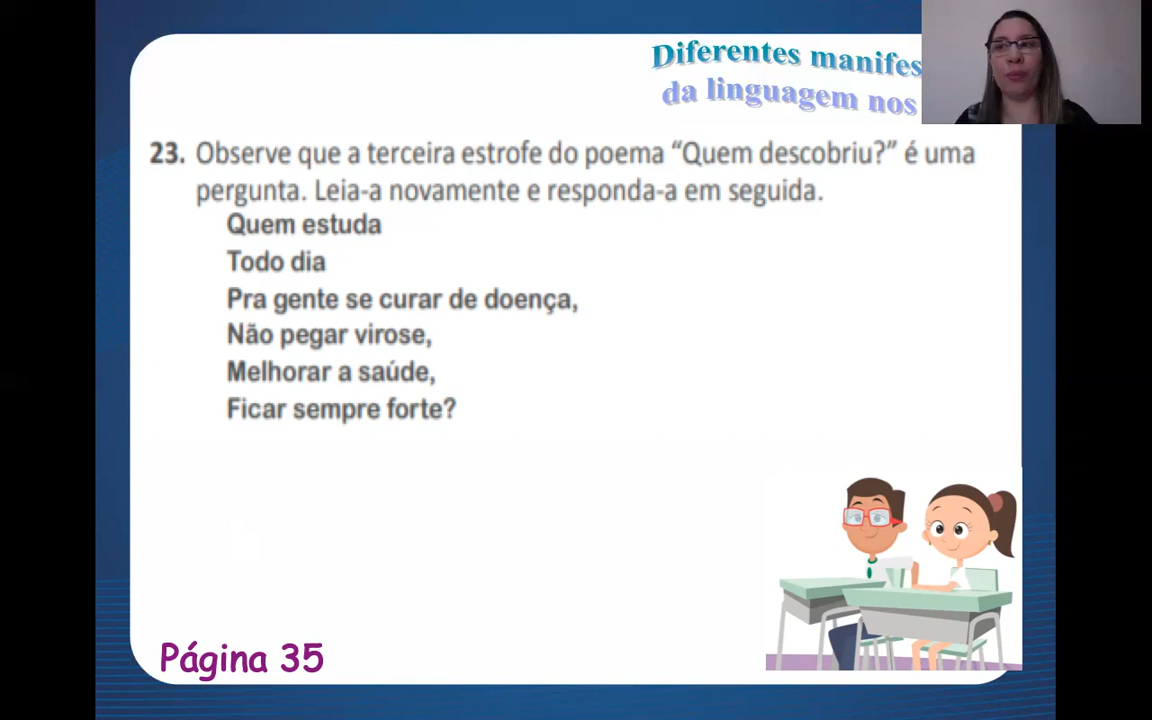 Diferentes manifes
da linguagem nos
23. Observe que a terceira estrofe do poema “Quem descobriu?” é uma
pergunta. Leia-a novamente e responda-a em seguida.
Quem estuda
Todo dia
Pra gente se curar de doença,
Não pegar virose,
Melhorar a saúde,
Ficar sempre forte?
Página 35